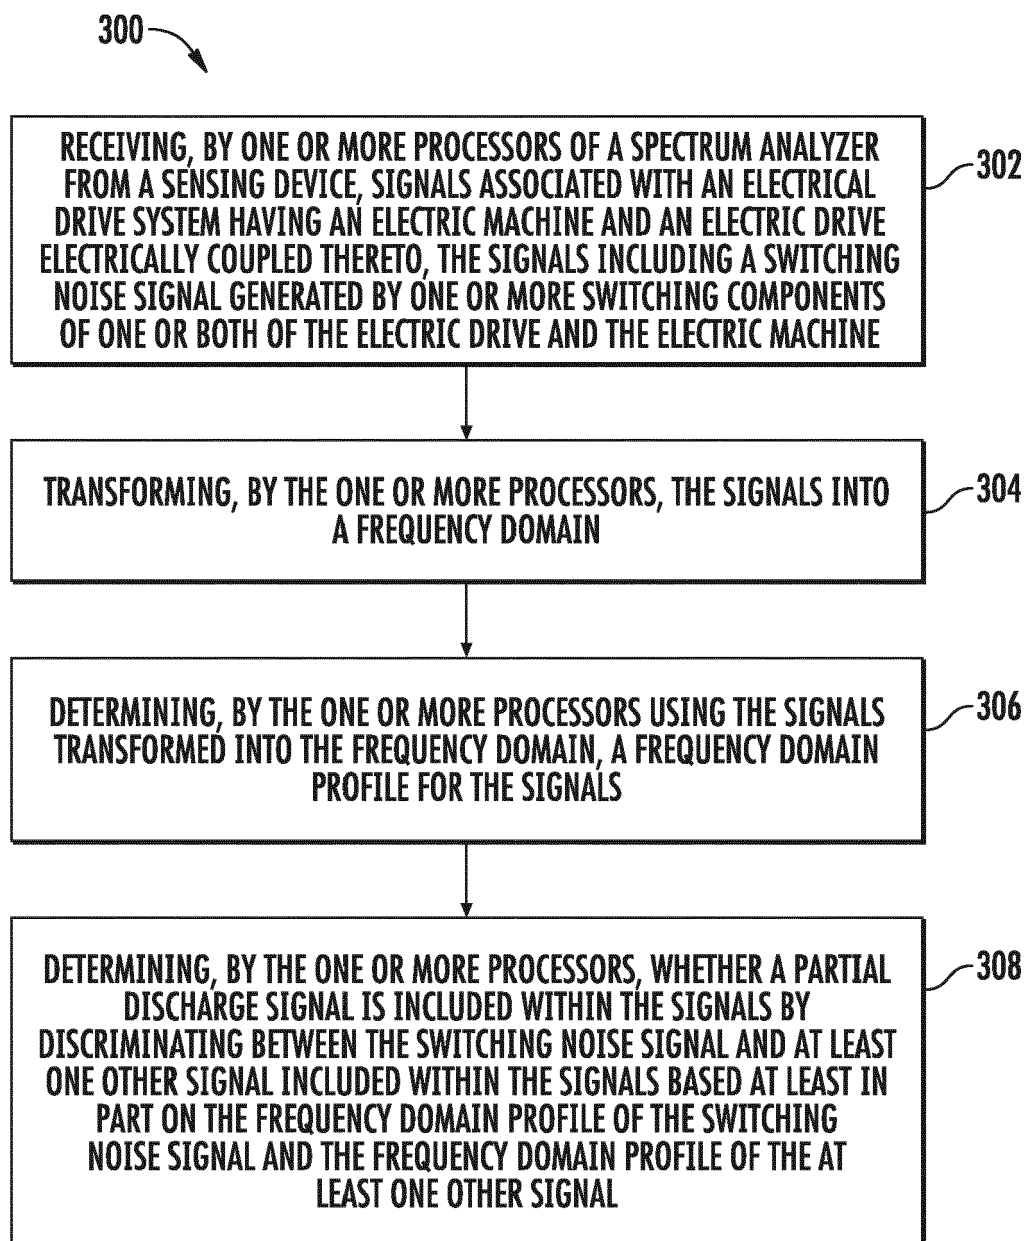 300
RECEIVING, BY ONE OR MORE PROCESSORS OF A SPECTRUM ANALYZER
FROM A SENSING DEVICE, SIGNALS ASSOCIATED WITH AN ELECTRICAL
DRIVE SYSTEM HAVING AN ELECTRIC MACHINE AND AN ELECTRIC DRIVE
ELECTRICALLY COUPLED THERETO, THE SIGNALS INCLUDING A SWITCHING
NOISE SIGNAL GENERATED BY ONE OR MORE SWITCHING COMPONENTS
OF ONE OR BOTH OF THE ELECTRIC DRIVE AND THE ELECTRIC MACHINE
302
TRANSFORMING, BY THE ONE OR MORE PROCESSORS, THE SIGNALS INTO
A FREQUENCY DOMAIN
304
DETERMINING, BY THE ONE OR MORE PROCESSORS USING THE SIGNALS
TRANSFORMED INTO THE FREQUENCY DOMAIN, A FREQUENCY DOMAIN
PROFILE FOR THE SIGNALS
306
DETERMINING, BY THE ONE OR MORE PROCESSORS, WHETHER A PARTIAL
DISCHARGE SIGNAL IS INCLUDED WITHIN THE SIGNALS BY
DISCRIMINATING BETWEEN THE SWITCHING NOISE SIGNAL AND AT LEAST
ONE OTHER SIGNAL INCLUDED WITHIN THE SIGNALS BASED AT LEAST IN
PART ON THE FREQUENCY DOMAIN PROFILE OF THE SWITCHING
NOISE SIGNAL AND THE FREQUENCY DOMAIN PROFILE OF THE AT
LEAST ONE OTHER SIGNAL
308